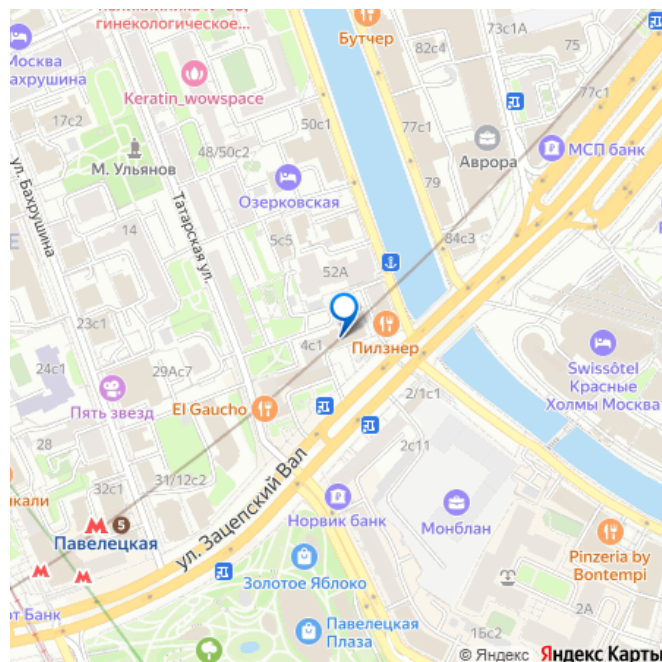 гинекологическое...
Бутчер
73с1А
82с4
75
Москва
Бахрушина
Keratin_wowspace
17с2
50с1
77с1
77с1
Аврора
МСП банк
48/50с2
М. Ульянов
ул. Бахрушина
Татарская ул.
Озерковская
79
14
5с5
84с3
52А
23с1
4с1
Пилзнер
24с1
29Ас7
Swissôtel
Красные
Холмы Москва
Пять звезд
El Gaucho
2/1с1
28
2с11
31/12с2
32с1
ул. Зацепский Вал
5
Павелецкая
Норвик банк
Монблан
Pinzeria by
Bontempi
Золотое Яблоко
2А
Павелецкая
Плаза
1Бс2
© Яндекс Яндекс Карты